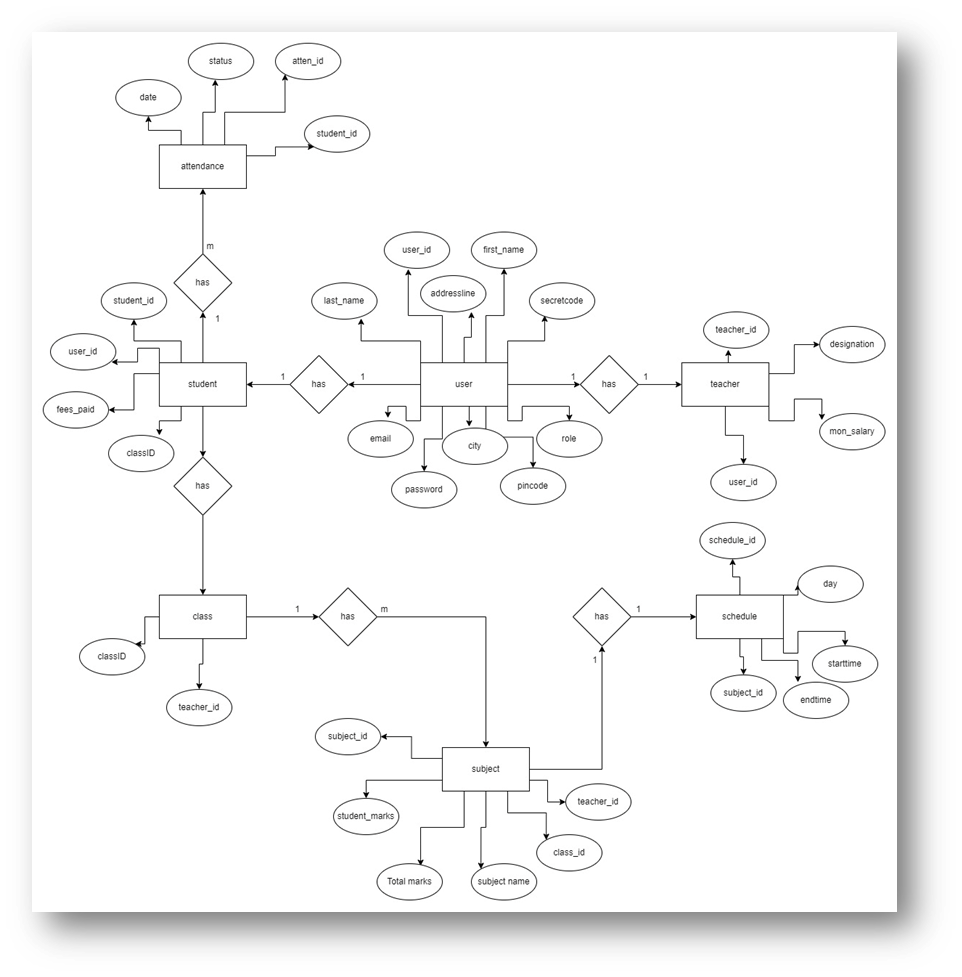 status
atten_id
date
student_id
attendance
m
has
1
user_id
first_name
addressline
last_name
secretcode
student_id
user_id
student
fees_paid
classID
1
has
1
user
1
has
1
teacher
teacher_id
designation
mon_salary
user_id
email
city
role
password
pincode
has
schedule_id
day
class
1
has
m
has
1
schedule
classID
teacher_id
1
starttime
subject_id
endtime
subject_id
subject
student_marks
teacher_id
class_id
Total marks
subject name